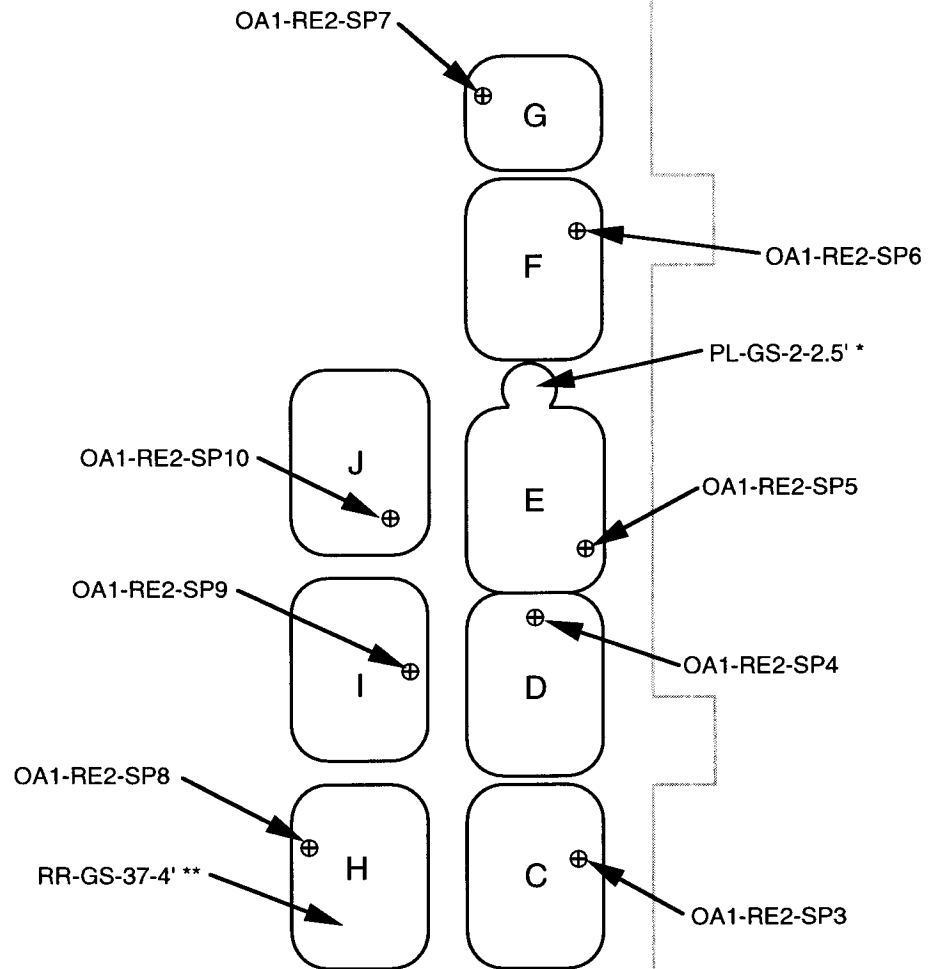 OA1-RE2-SP7
G
F
OA1-RE2-SP6
PL-GS-2-2.5' *
J
OA1-RE2-SP10
E
OA1-RE2-SP5
OA1-RE2-SP9
OA1-RE2-SP4
I
D
OA1-RE2-SP8
H
C
RR-GS-37-4' **
OA1-RE2-SP3